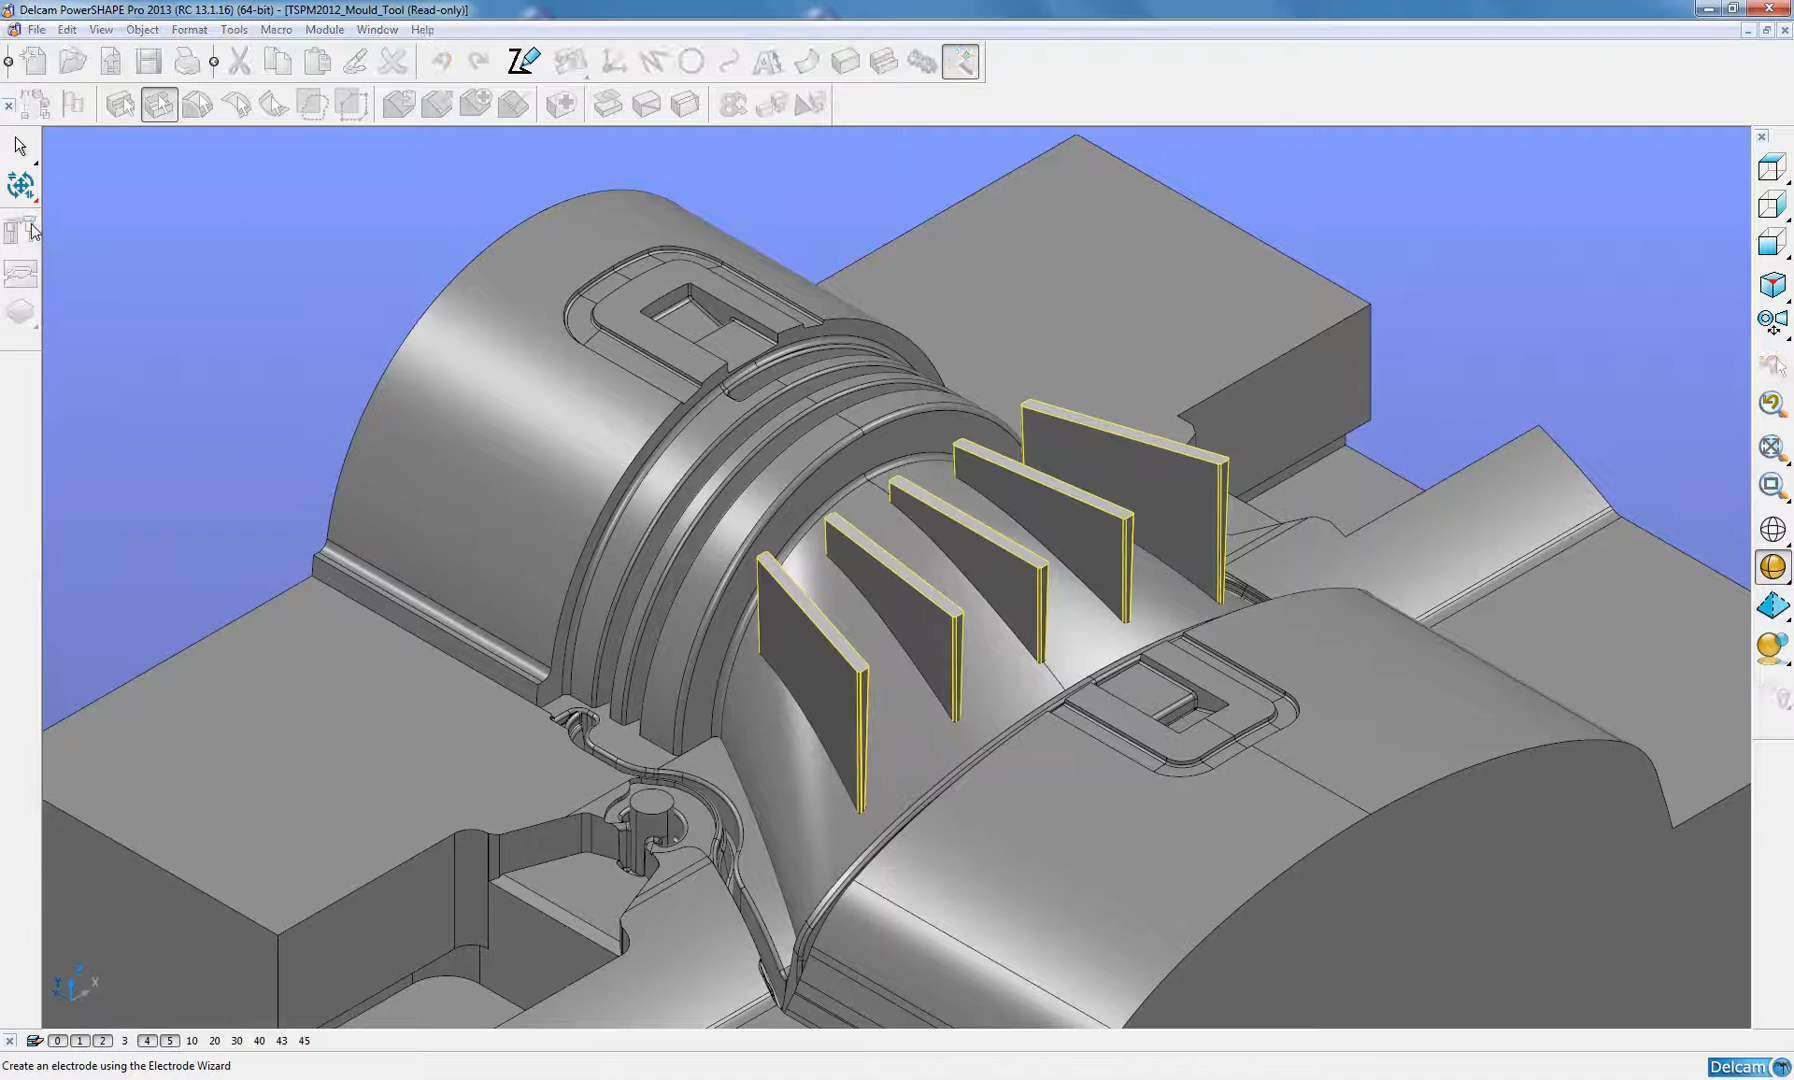 Delcam PowerSHAPE Pro 2013 (RC 13.1.16) (64-bit) - [TSPM2012_Mould_Tool (Read-only)]
File Edit View Object Format Tools Macro Module Window Help
Z Y X
0 1 2 3 4 5 10 20 30 40 43 45
Create an electrode using the Electrode Wizard
Delcam